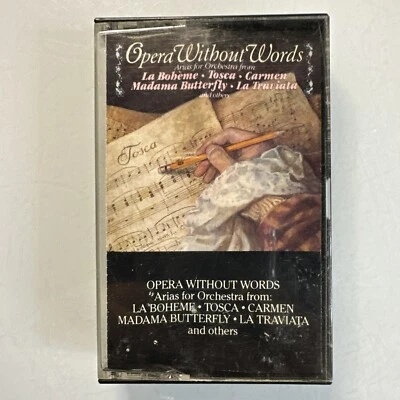 Opera Without Words
Arias for Orchestra from
La Bohème • Tosca • Carmen
Madama Butterfly • La Traviata
and others
Tosca
OPERA WITHOUT WORDS
Arias for Orchestra from:
LA BOHEME • TOSCA • CARMEN
MADAMA BUTTERFLY • LA TRAVIATA
and others